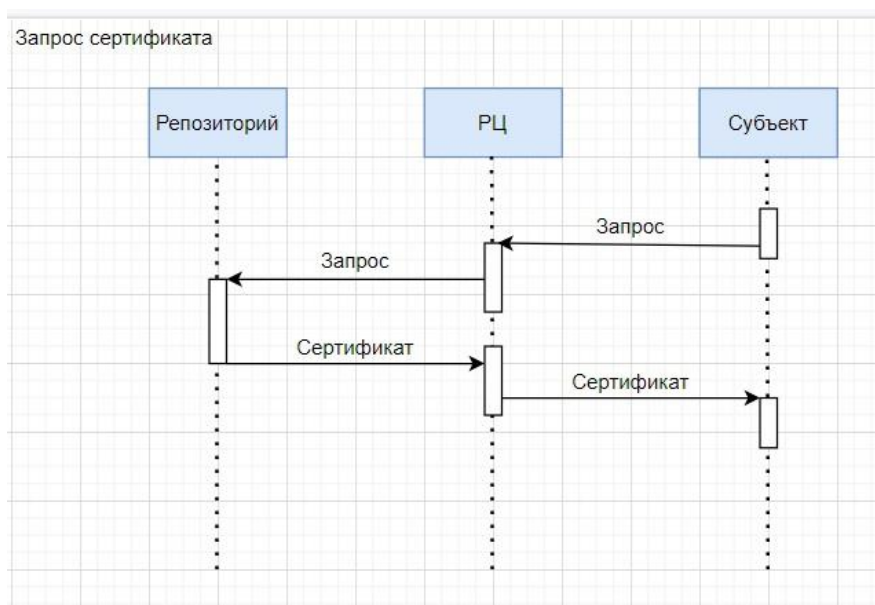 Запрос сертификата
Репозиторий
РЦ
Субъект
Запрос
Запрос
Сертификат
Сертификат